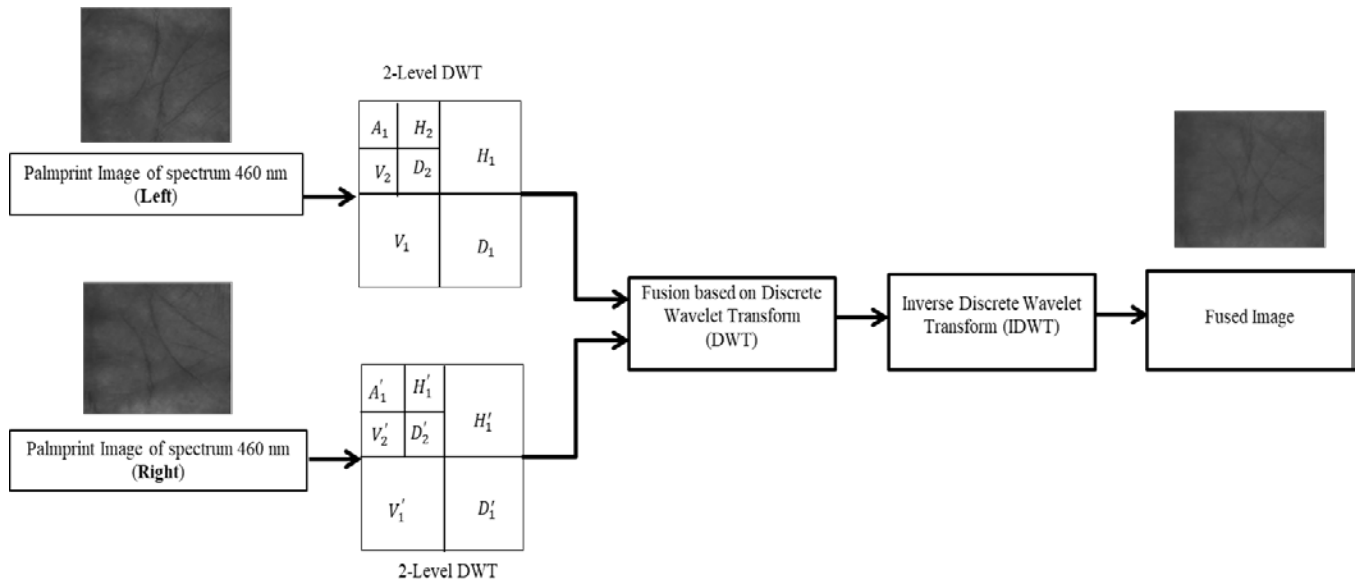 2-Level DWT
A₁ H₂
H₁
V₂ D₂
V₁ D₁
Palmprint Image of spectrum 460 nm
(Left)
Palmprint Image of spectrum 460 nm
(Right)
A′₁ H′₁
H′₁
V′₂ D′₂
V′₁ D′₁
2-Level DWT
Fusion based on Discrete
Wavelet Transform
(DWT)
Inverse Discrete Wavelet
Transform (IDWT)
Fused Image